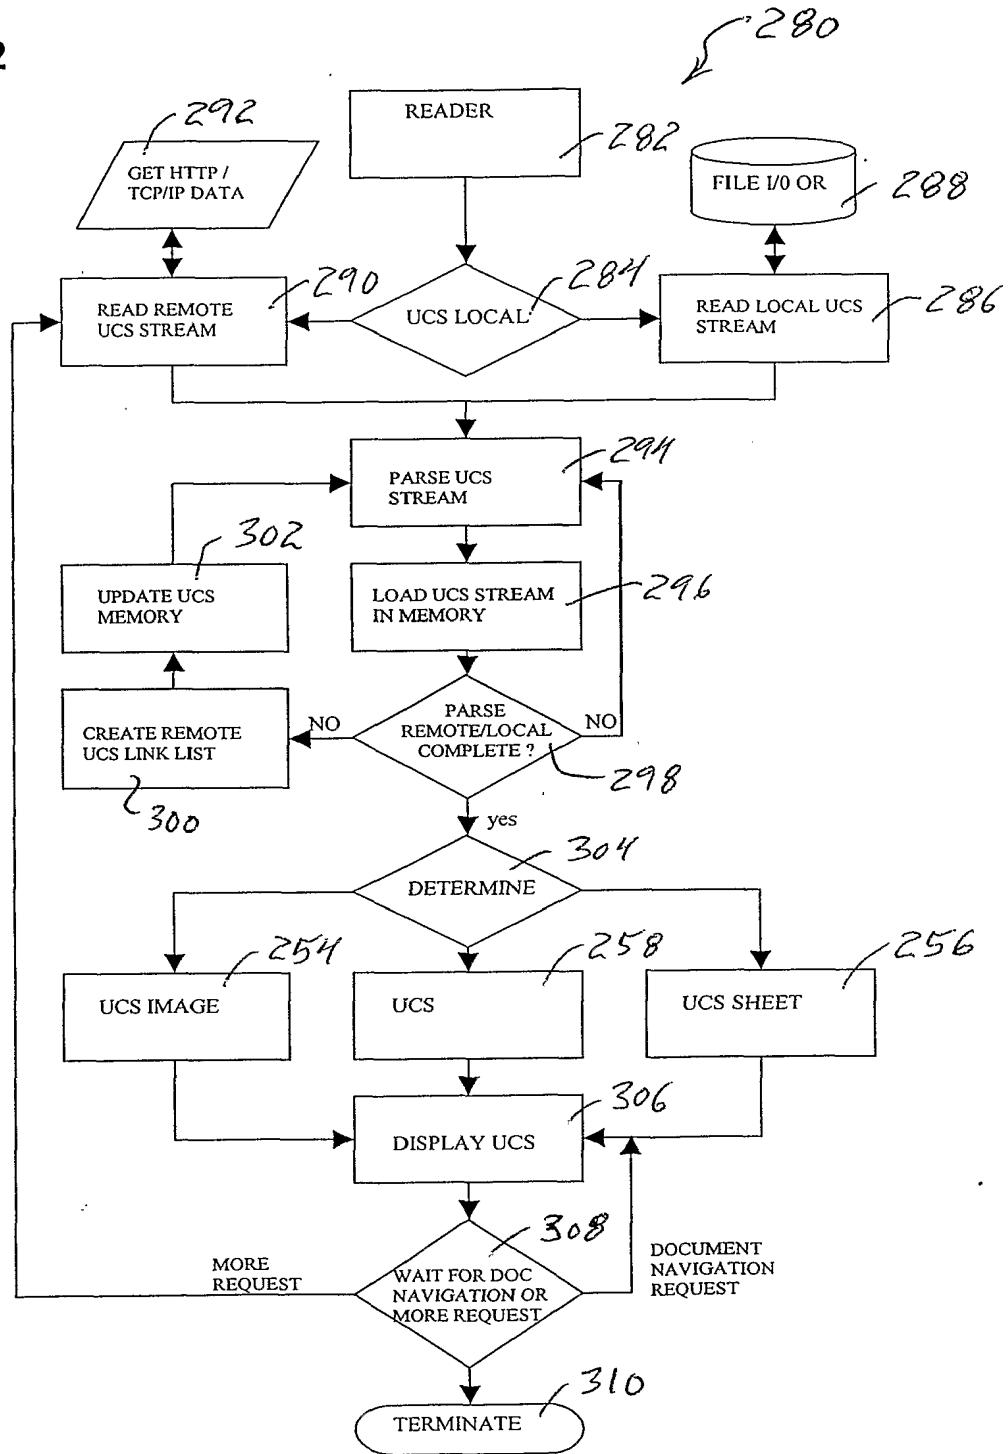 2
280
292
READER
282
GET HTTP /
TCP/IP DATA
FILE I/0 OR
288
290
284
READ REMOTE
UCS STREAM
UCS LOCAL
READ LOCAL UCS
STREAM
286
294
PARSE UCS
STREAM
302
UPDATE UCS
MEMORY
LOAD UCS STREAM
IN MEMORY
296
CREATE REMOTE
UCS LINK LIST
NO
PARSE
REMOTE/LOCAL
COMPLETE ?
NO
298
300
yes
304
DETERMINE
254
258
256
UCS IMAGE
UCS
UCS SHEET
306
DISPLAY UCS
308
MORE
REQUEST
WAIT FOR DOC
NAVIGATION OR
MORE REQUEST
DOCUMENT
NAVIGATION
REQUEST
310
TERMINATE